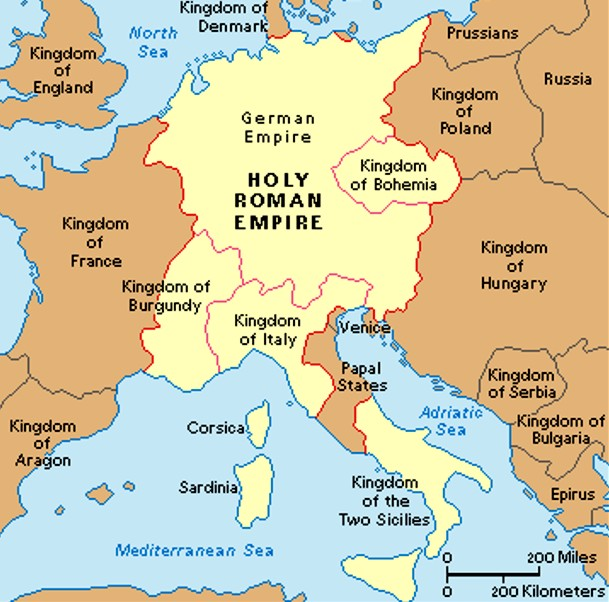 Kingdom of
Denmark
North
Sea
Prussians
Kingdom
of
England
Russia
Kingdom
of
Poland
German
Empire
Kingdom
of Bohemia
HOLY
ROMAN
EMPIRE
Kingdom
of
France
Kingdom
of
Hungary
Kingdom of
Burgundy
Kingdom
of Italy
Venice
Papal
States
Kingdom
of Serbia
Adriatic
Sea
Kingdom of
Bulgaria
Kingdom
of
Aragon
Corsica
Sardinia
Kingdom
of the
Two Sicilies
Epirus
Mediterranean Sea
0 200 Miles
0 200 Kilometers